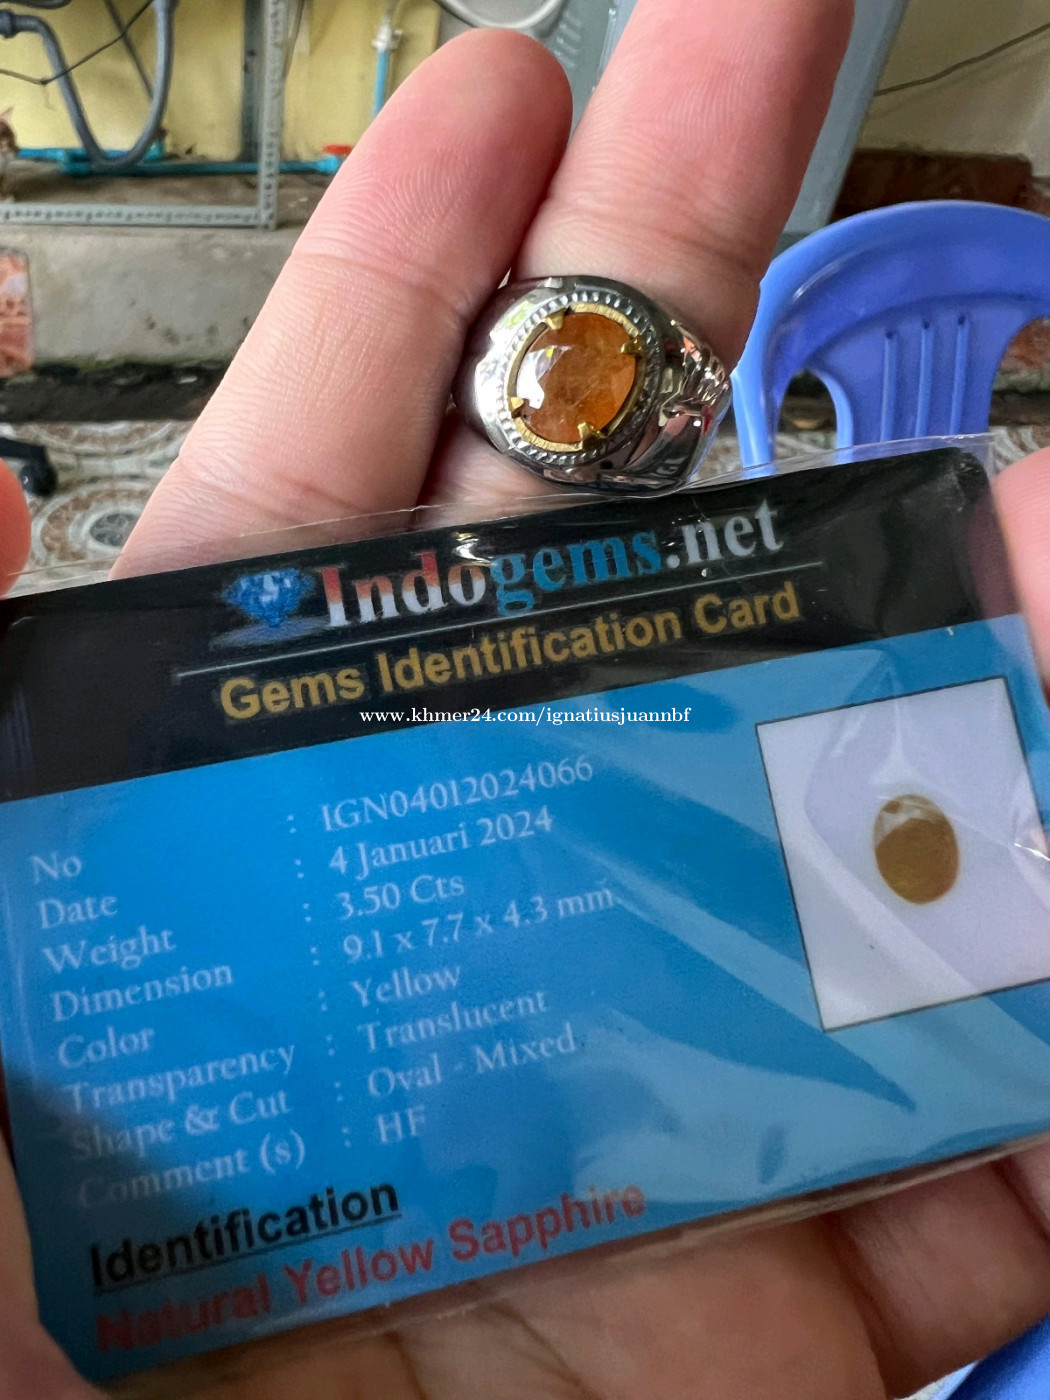 Indogems.net
Gems Identification Card
www.khmer24.com/ignatiusjuannbf
No : IGN04012024066
Date : 4 Januari 2024
Weight : 3.50 Cts
Dimension : 9.1 x 7.7 x 4.3 mm
Color : Yellow
Transparency : Translucent
Shape & Cut : Oval - Mixed
Comment (s) : HF
Identification
Natural Yellow Sapphire